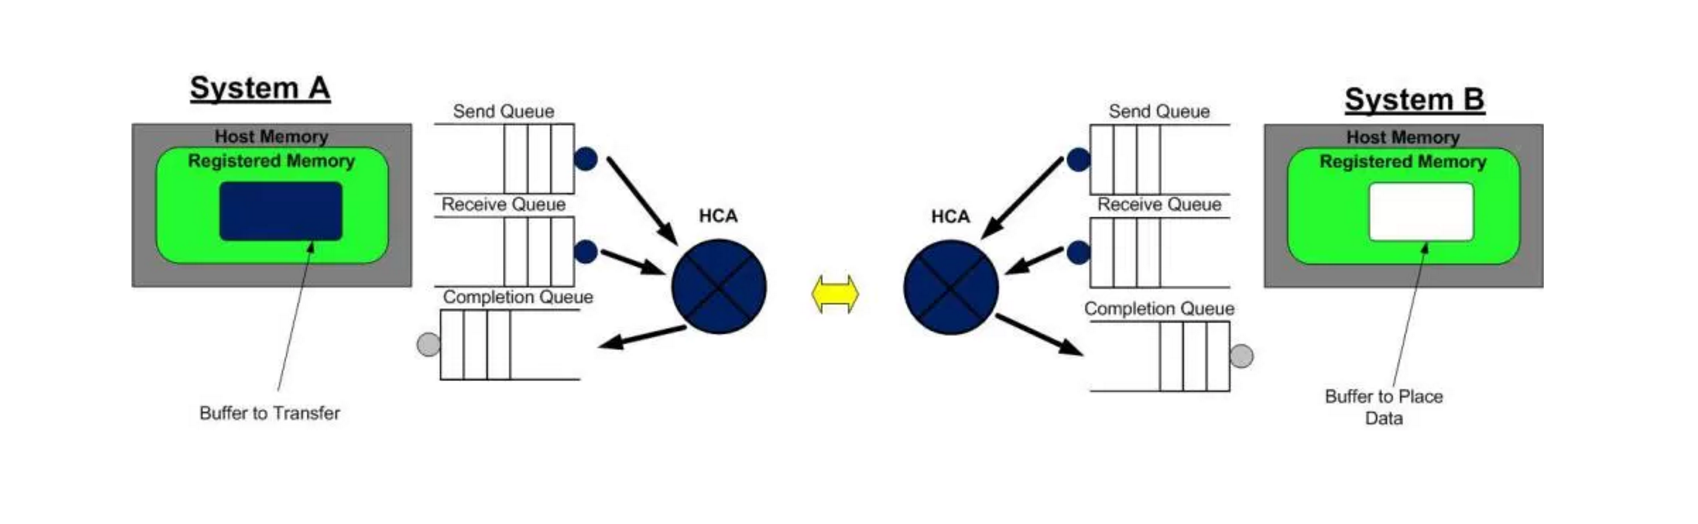 System A
Host Memory
Registered Memory
Buffer to Transfer
Send Queue
Receive Queue
Completion Queue
HCA
HCA
Send Queue
Receive Queue
Completion Queue
System B
Host Memory
Registered Memory
Buffer to Place
Data